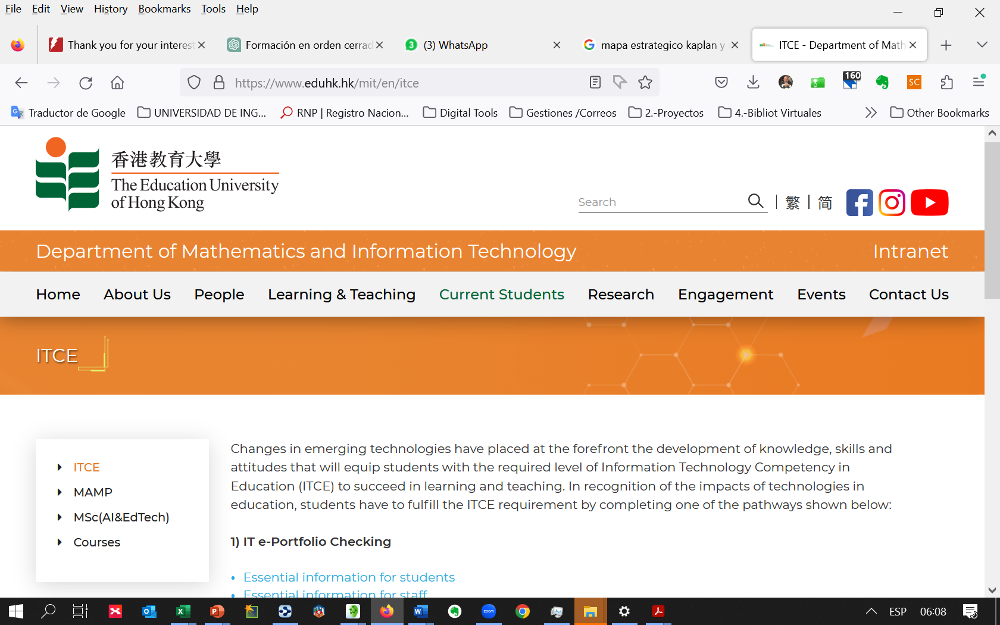 File Edit View History Bookmarks Tools Help
Thank you for your interest Formación en orden cerrad 3 (3) WhatsApp mapa estrategico kaplan y ITCE - Department of Math
https://www.eduhk.hk/mit/en/itce 160 SC
Traductor de Google UNIVERSIDAD DE ING... RNP | Registro Nacion... Digital Tools Gestiones /Correos 2.-Proyectos 4.-Bibliot Virtuales Other Bookmarks
香港教育大學
The Education University
of Hong Kong
Search 繁 | 简
Department of Mathematics and Information Technology Intranet
Home About Us People Learning & Teaching Current Students Research Engagement Events Contact Us
ITCE
ITCE
MAMP
MSc(AI&EdTech)
Courses
Changes in emerging technologies have placed at the forefront the development of knowledge, skills and
attitudes that will equip students with the required level of Information Technology Competency in
Education (ITCE) to succeed in learning and teaching. In recognition of the impacts of technologies in
education, students have to fulfill the ITCE requirement by completing one of the pathways shown below:
1) IT e-Portfolio Checking
• Essential information for students
• Essential information for staff
zoom ESP 06:08